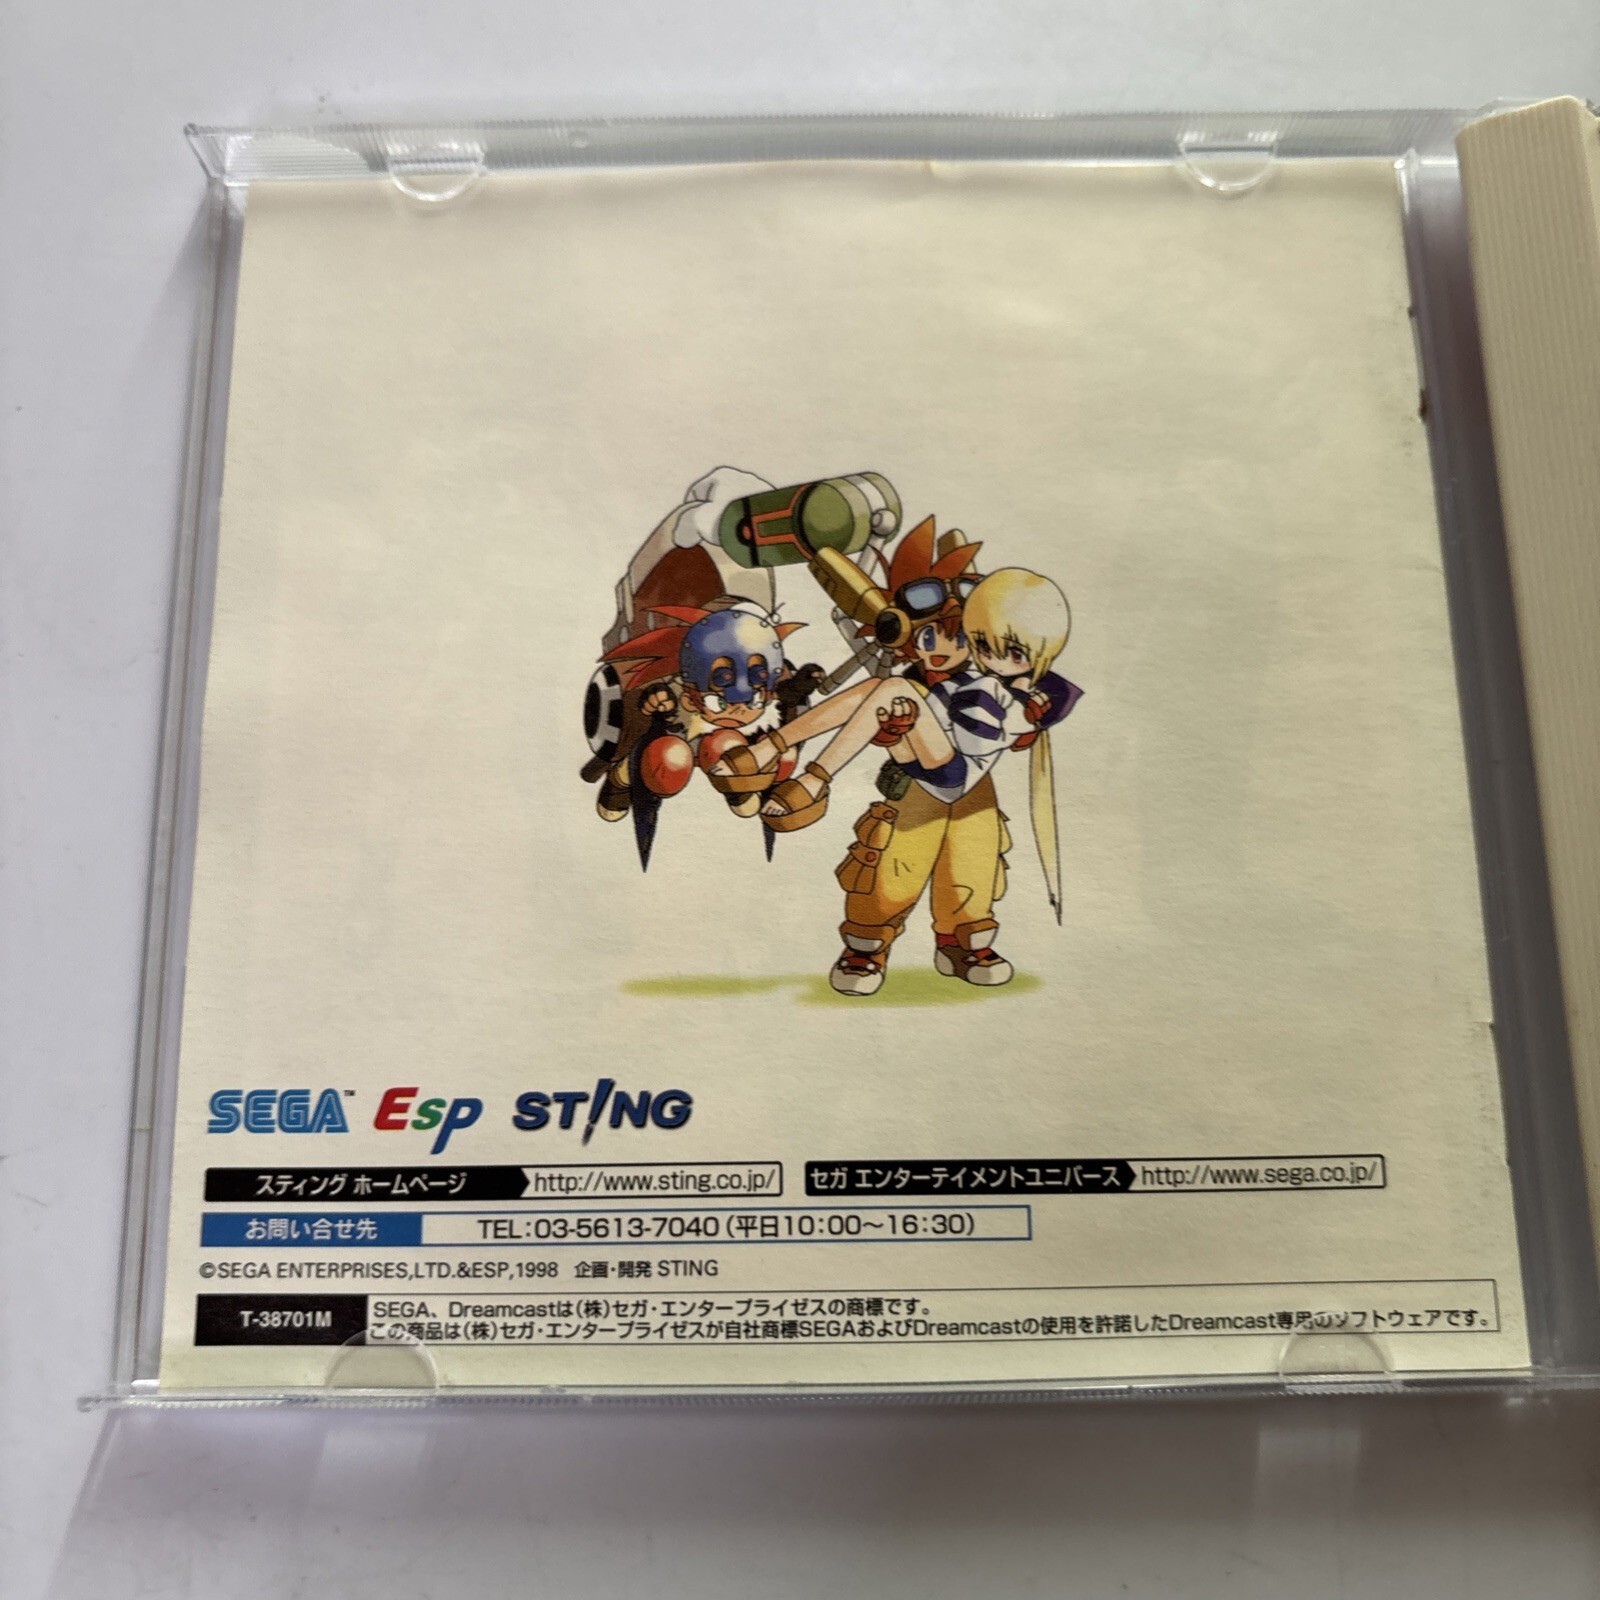 SEGA™ Esp ST!NG
スティング ホームページ http://www.sting.co.jp/ セガ エンターテイメントユニバース http://www.sega.co.jp/
お問い合せ先 TEL:03-5613-7040(平日10:00〜16:30)
©SEGA ENTERPRISES,LTD.&ESP,1998 企画・開発 STING
T-38701M
SEGA、Dreamcastは(株)セガ・エンタープライゼスの商標です。
この商品は(株)セガ・エンタープライゼスが自社商標SEGAおよびDreamcastの使用を許諾したDreamcast専用のソフトウェアです。